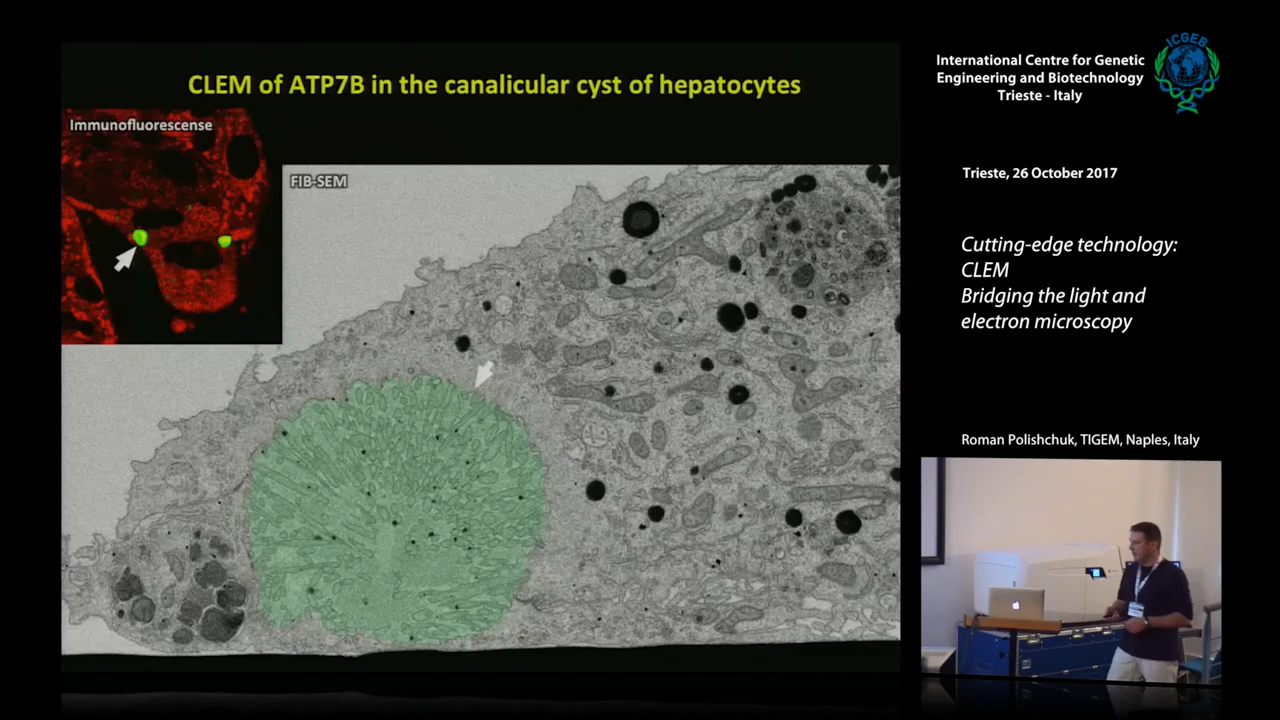 CLEM of ATP7B in the canalicular cyst of hepatocytes
Immunofluorescense
FIB-SEM
International Centre for Genetic
Engineering and Biotechnology
Trieste - Italy
ICGEB
Trieste, 26 October 2017
Cutting-edge technology:
CLEM
Bridging the light and
electron microscopy
Roman Polishchuk, TIGEM, Naples, Italy